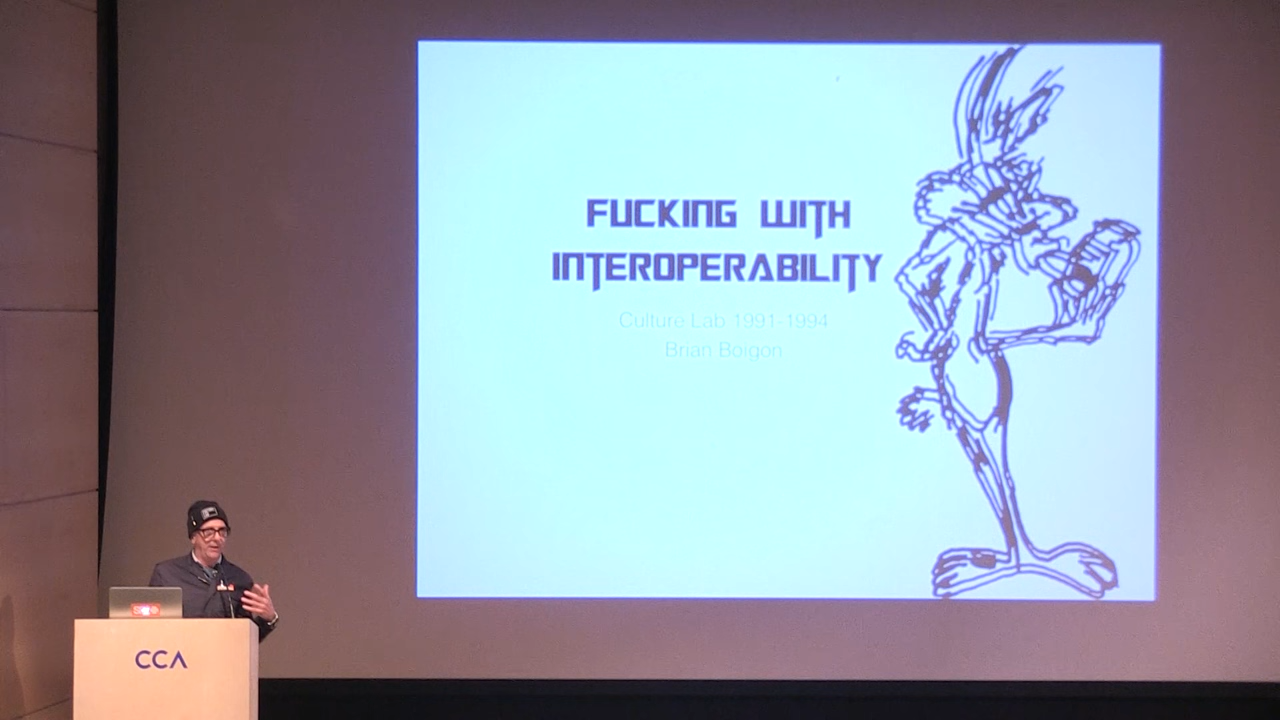 FUCKING WITH
INTEROPERABILITY
Culture Lab 1991-1994
Brian Boigon
CCA